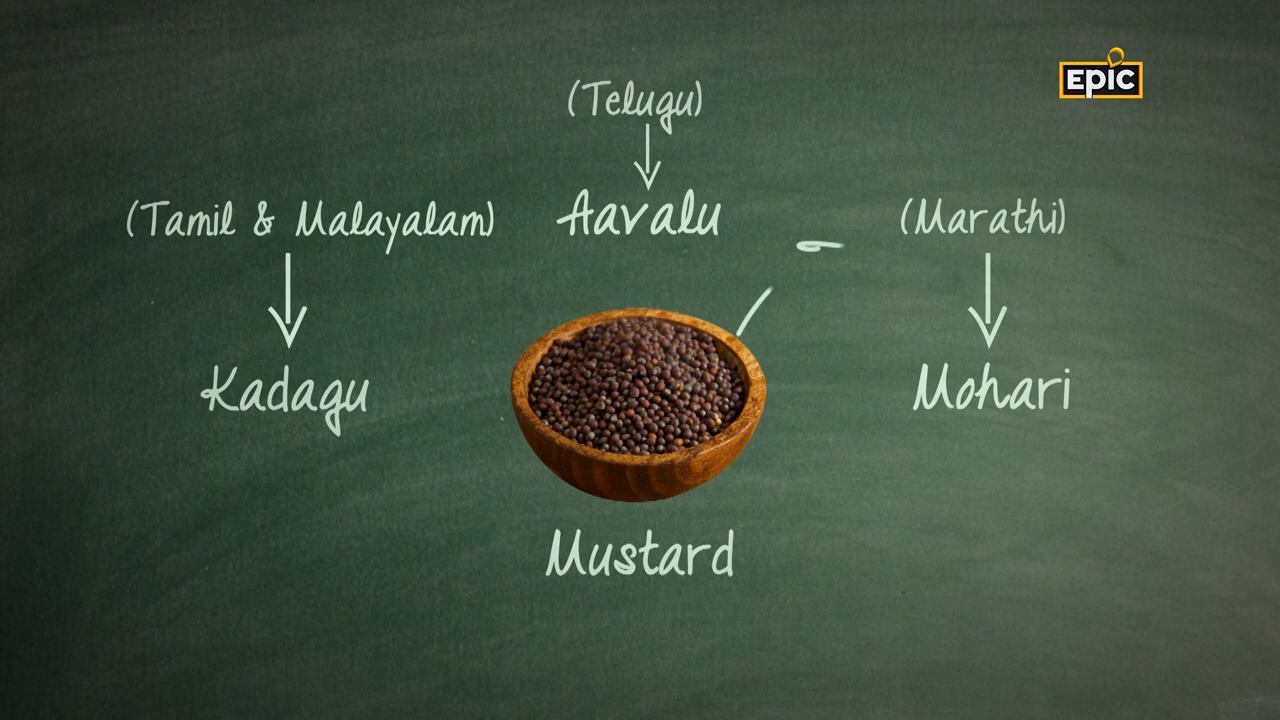 EPIC
(Telugu)
Aavalu
(Tamil & Malayalam)
(Marathi)
Kadagu
Mohari
Mustard